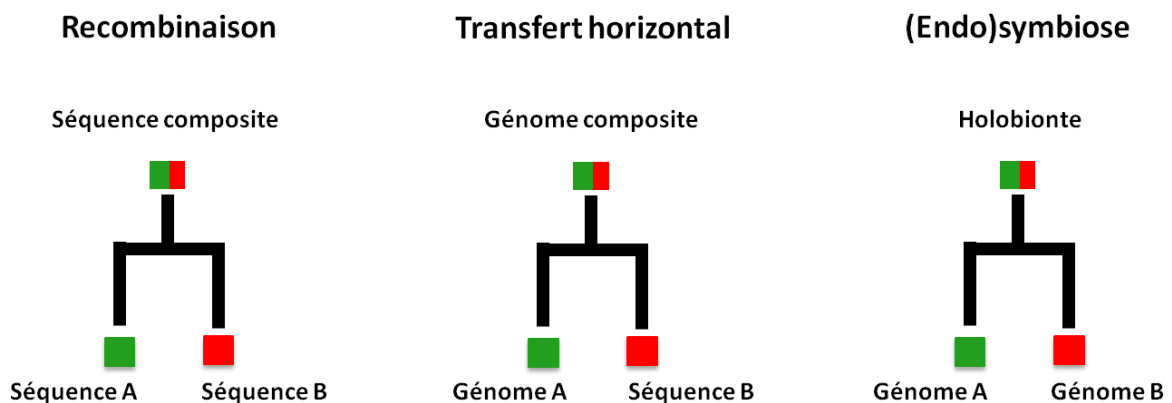 Recombinaison
Transfert horizontal
(Endo)symbiose
Séquence composite
Génome composite
Holobionte
Séquence A
Séquence B
Génome A
Séquence B
Génome A
Génome B